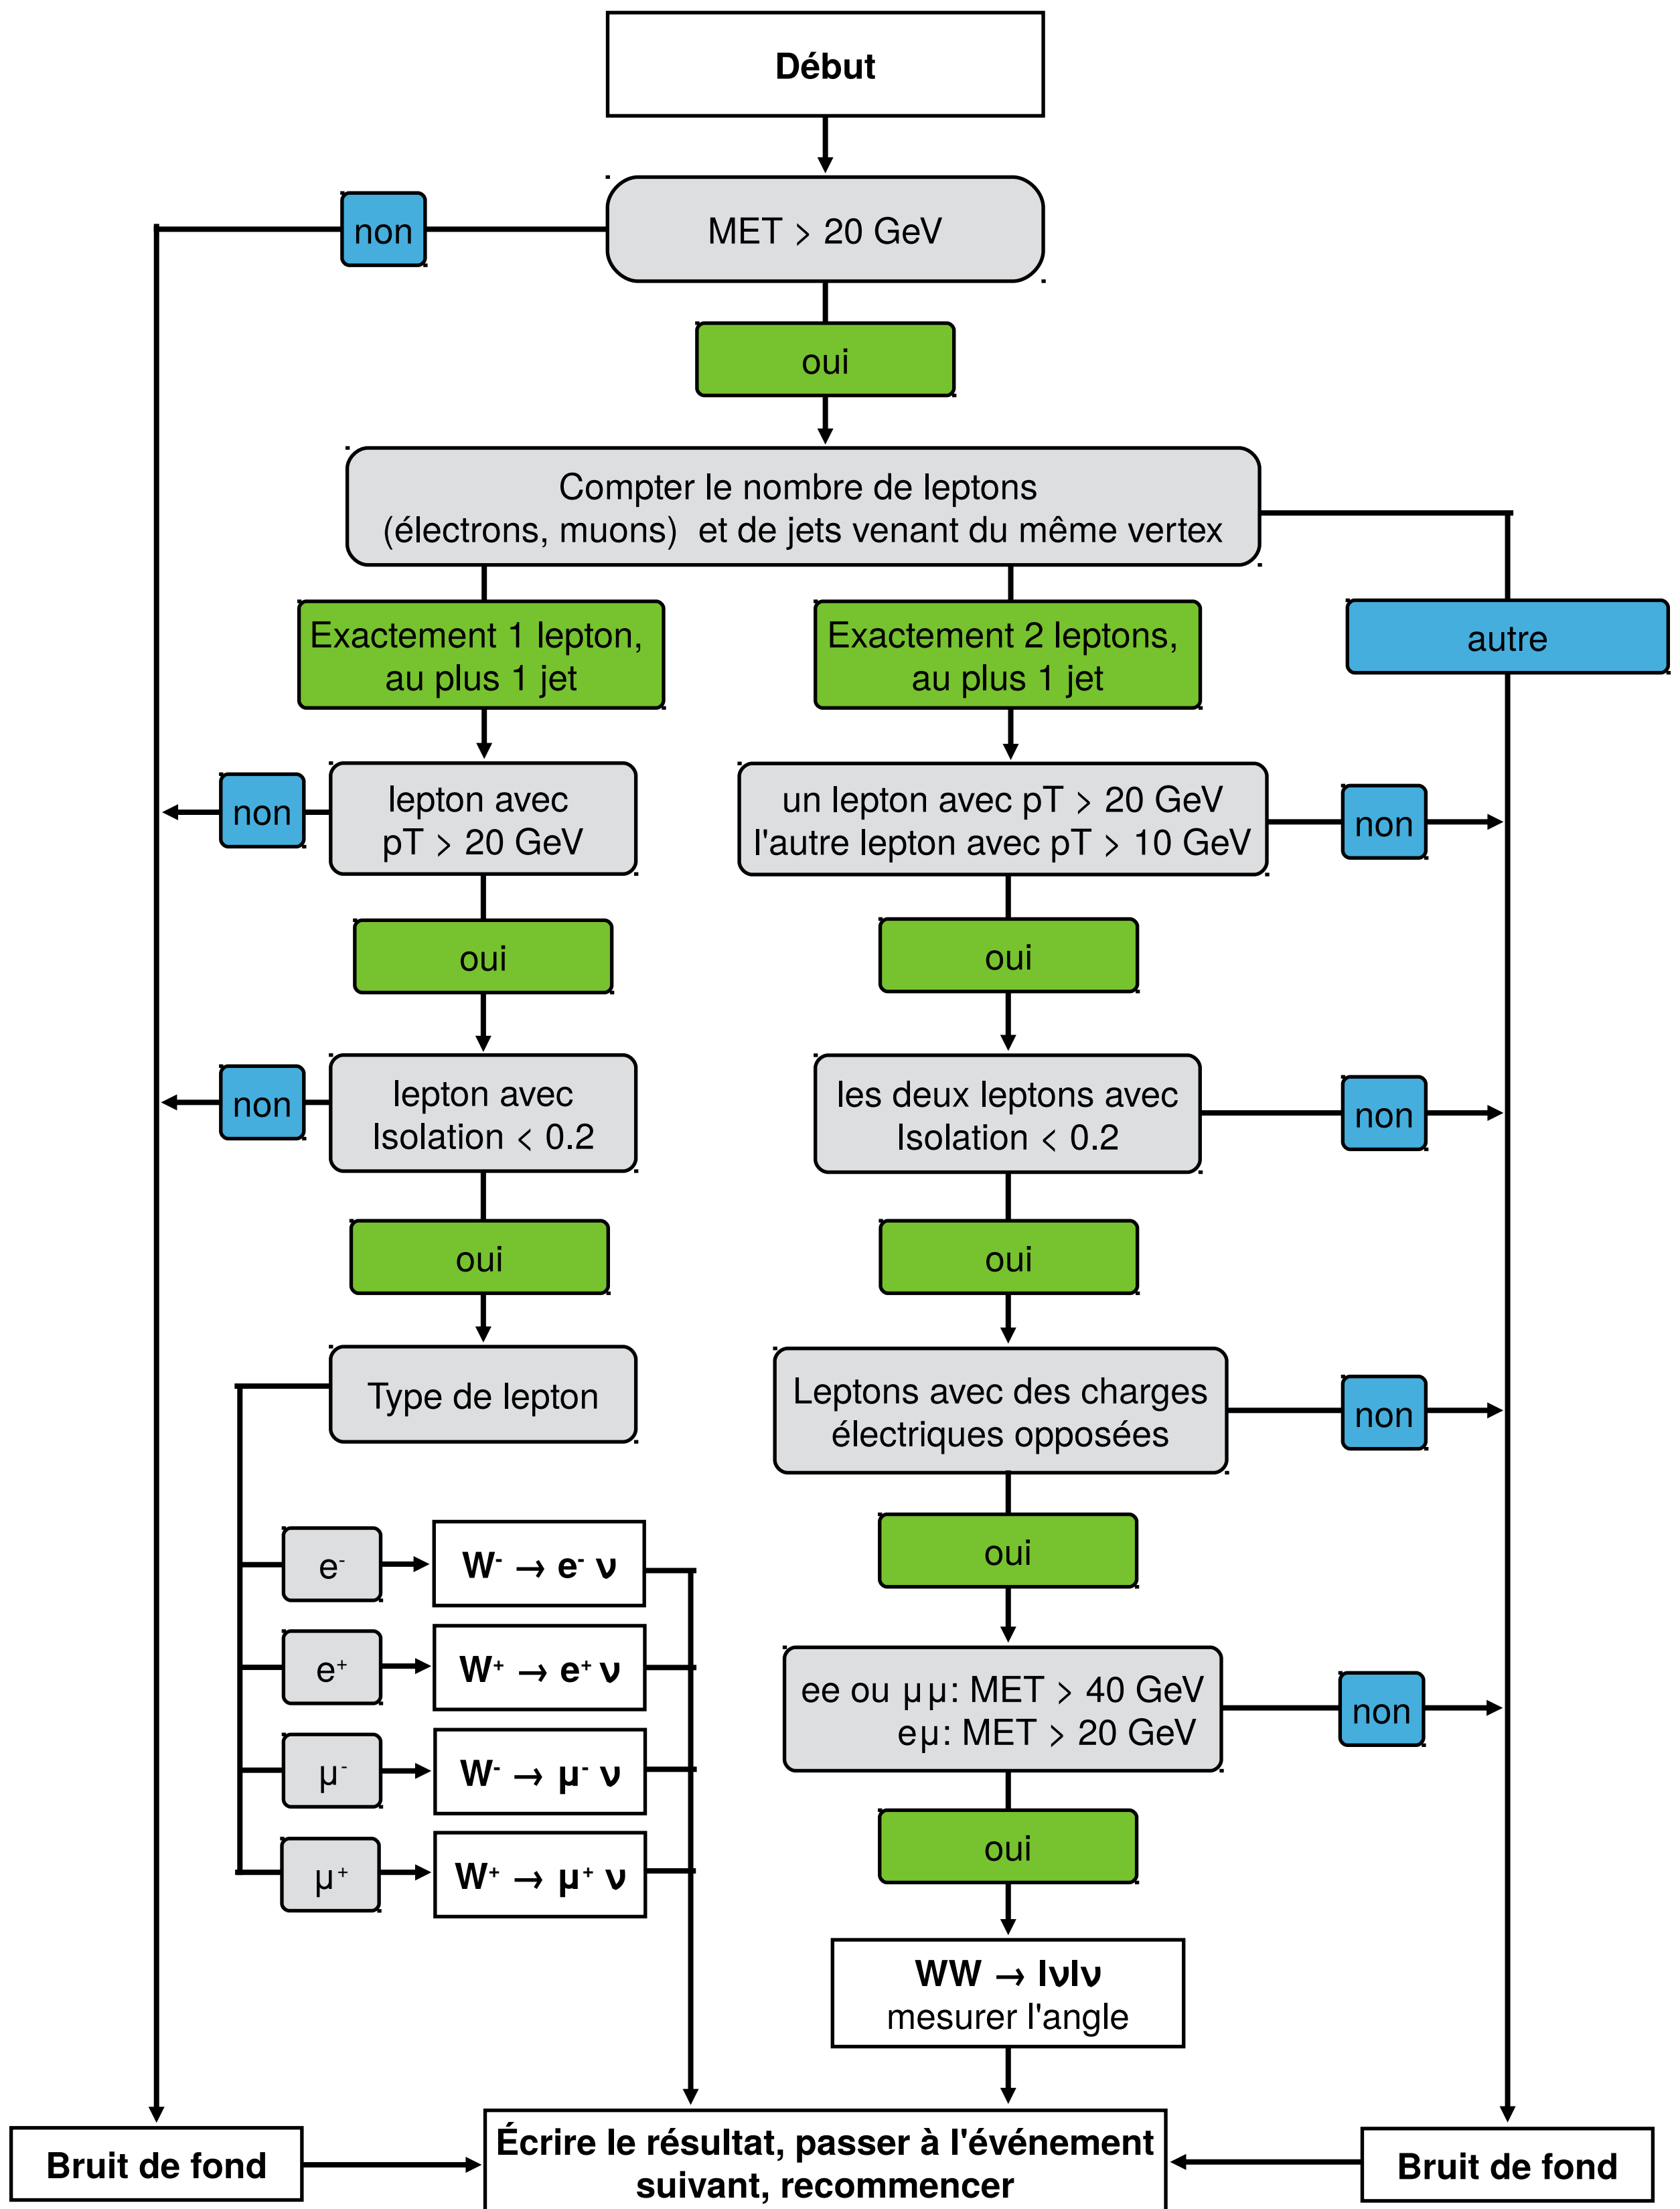 Début
MET > 20 GeV
non
oui
Compter le nombre de leptons
(électrons, muons)  et de jets venant du même vertex
Exactement 1 lepton,
au plus 1 jet
Exactement 2 leptons,
au plus 1 jet
autre
non
lepton avec
pT > 20 GeV
un lepton avec pT > 20 GeV
l'autre lepton avec pT > 10 GeV
non
oui
oui
non
lepton avec
Isolation < 0.2
les deux leptons avec
Isolation < 0.2
non
oui
oui
Type de lepton
Leptons avec des charges
électriques opposées
non
e⁻
W⁻ → e⁻ ν
oui
e⁺
W⁺ → e⁺ ν
ee ou μμ: MET > 40 GeV
eμ: MET > 20 GeV
non
μ⁻
W⁻ → μ⁻ ν
μ⁺
W⁺ → μ⁺ ν
oui
WW → lνlν
mesurer l'angle
Bruit de fond
Écrire le résultat, passer à l'événement
suivant, recommencer
Bruit de fond